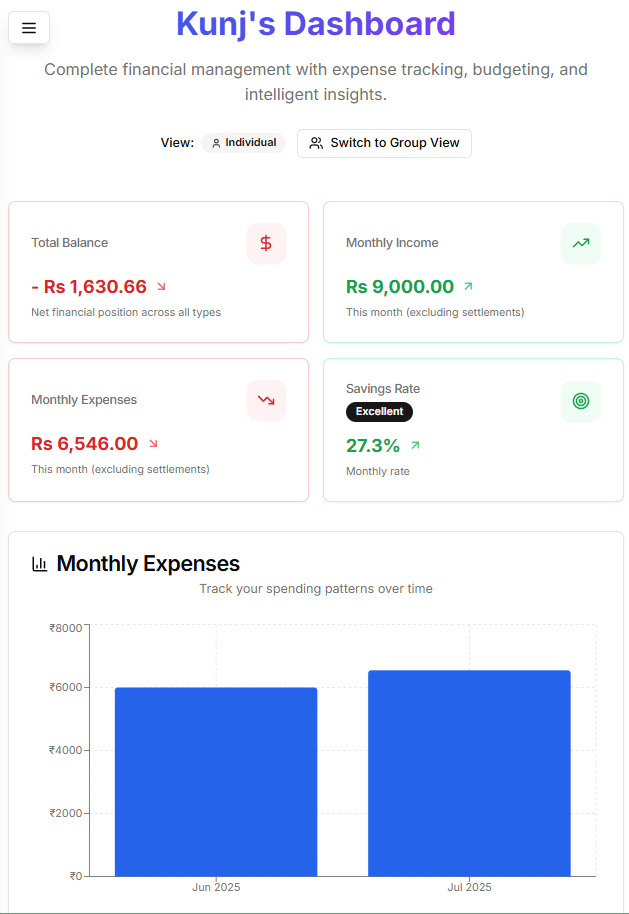 Kunj's Dashboard
Complete financial management with expense tracking, budgeting, and
intelligent insights.
View: Individual Switch to Group View
Total Balance
- Rs 1,630.66
Net financial position across all types
Monthly Income
Rs 9,000.00
This month (excluding settlements)
Monthly Expenses
Rs 6,546.00
This month (excluding settlements)
Savings Rate
Excellent
27.3%
Monthly rate
Monthly Expenses
Track your spending patterns over time
₹8000
₹6000
₹4000
₹2000
₹0
Jun 2025 Jul 2025